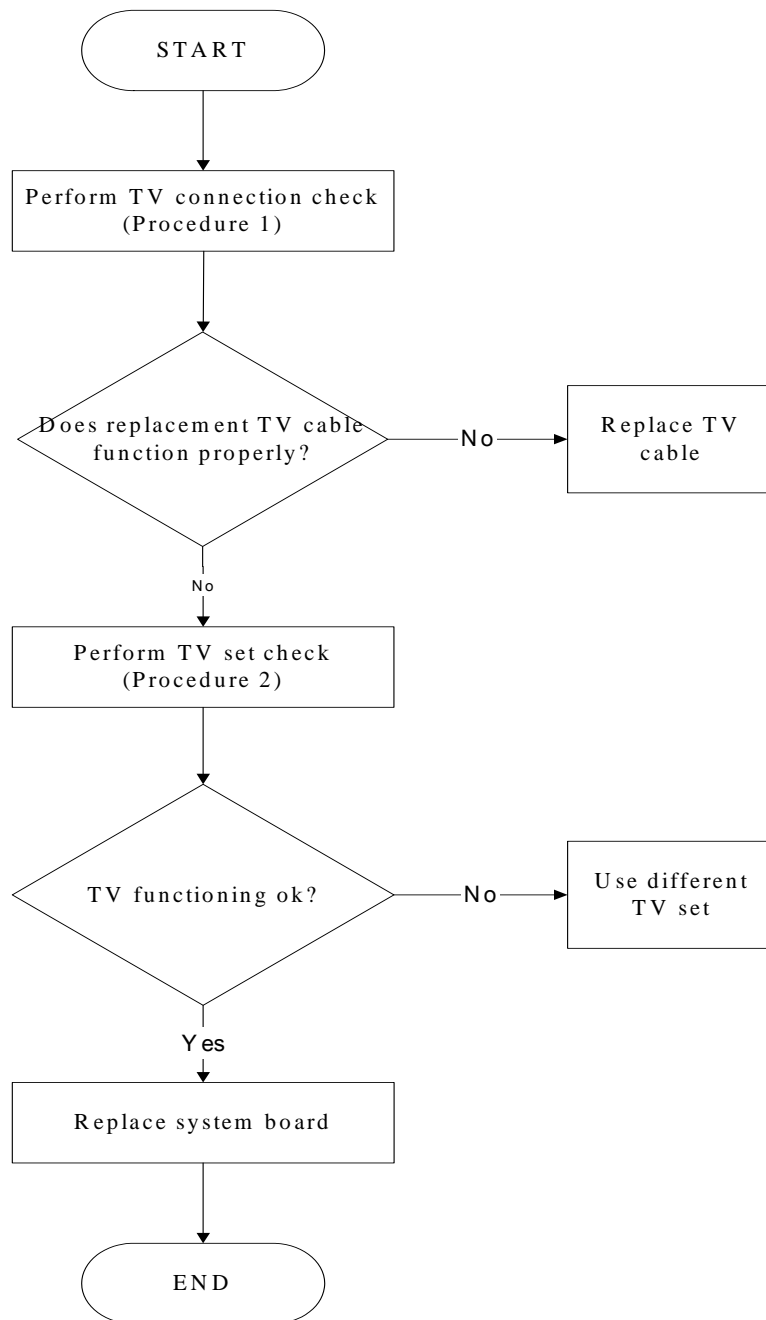 START
Perform TV connection check
(Procedure 1)
Does replacement TV cable
function properly?
No
Replace TV
cable
No
Perform TV set check
(Procedure 2)
TV functioning ok?
No
Use different
TV set
Yes
Replace system board
END